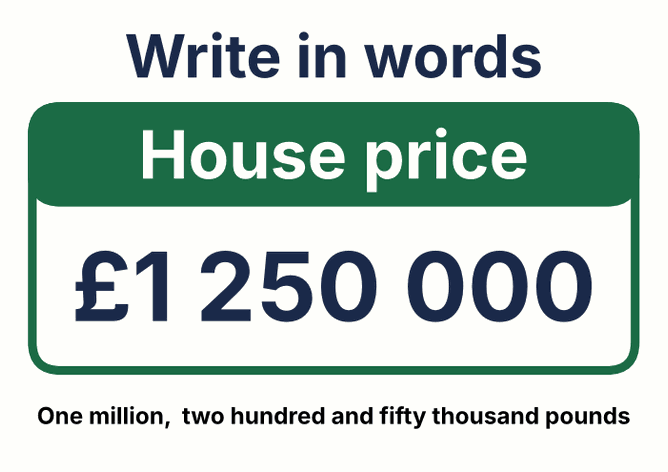 Write in words
House price
£1 250 000
One million, two hundred and fifty thousand pounds